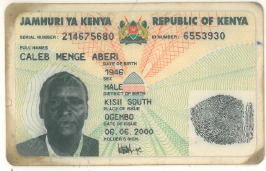 JAMHURI YA KENYA REPUBLIC OF KENYA
SERIAL NUMBER: 214675680 ID NUMBER: 6553930
FULL NAMES
CALEB MENGE ABERI
DATE OF BIRTH
1946
SEX
MALE
DISTRICT OF BIRTH
KISII SOUTH
PLACE OF ISSUE
OGEMBO
DATE OF ISSUE
06. 06. 2000
HOLDER'S SIGN.